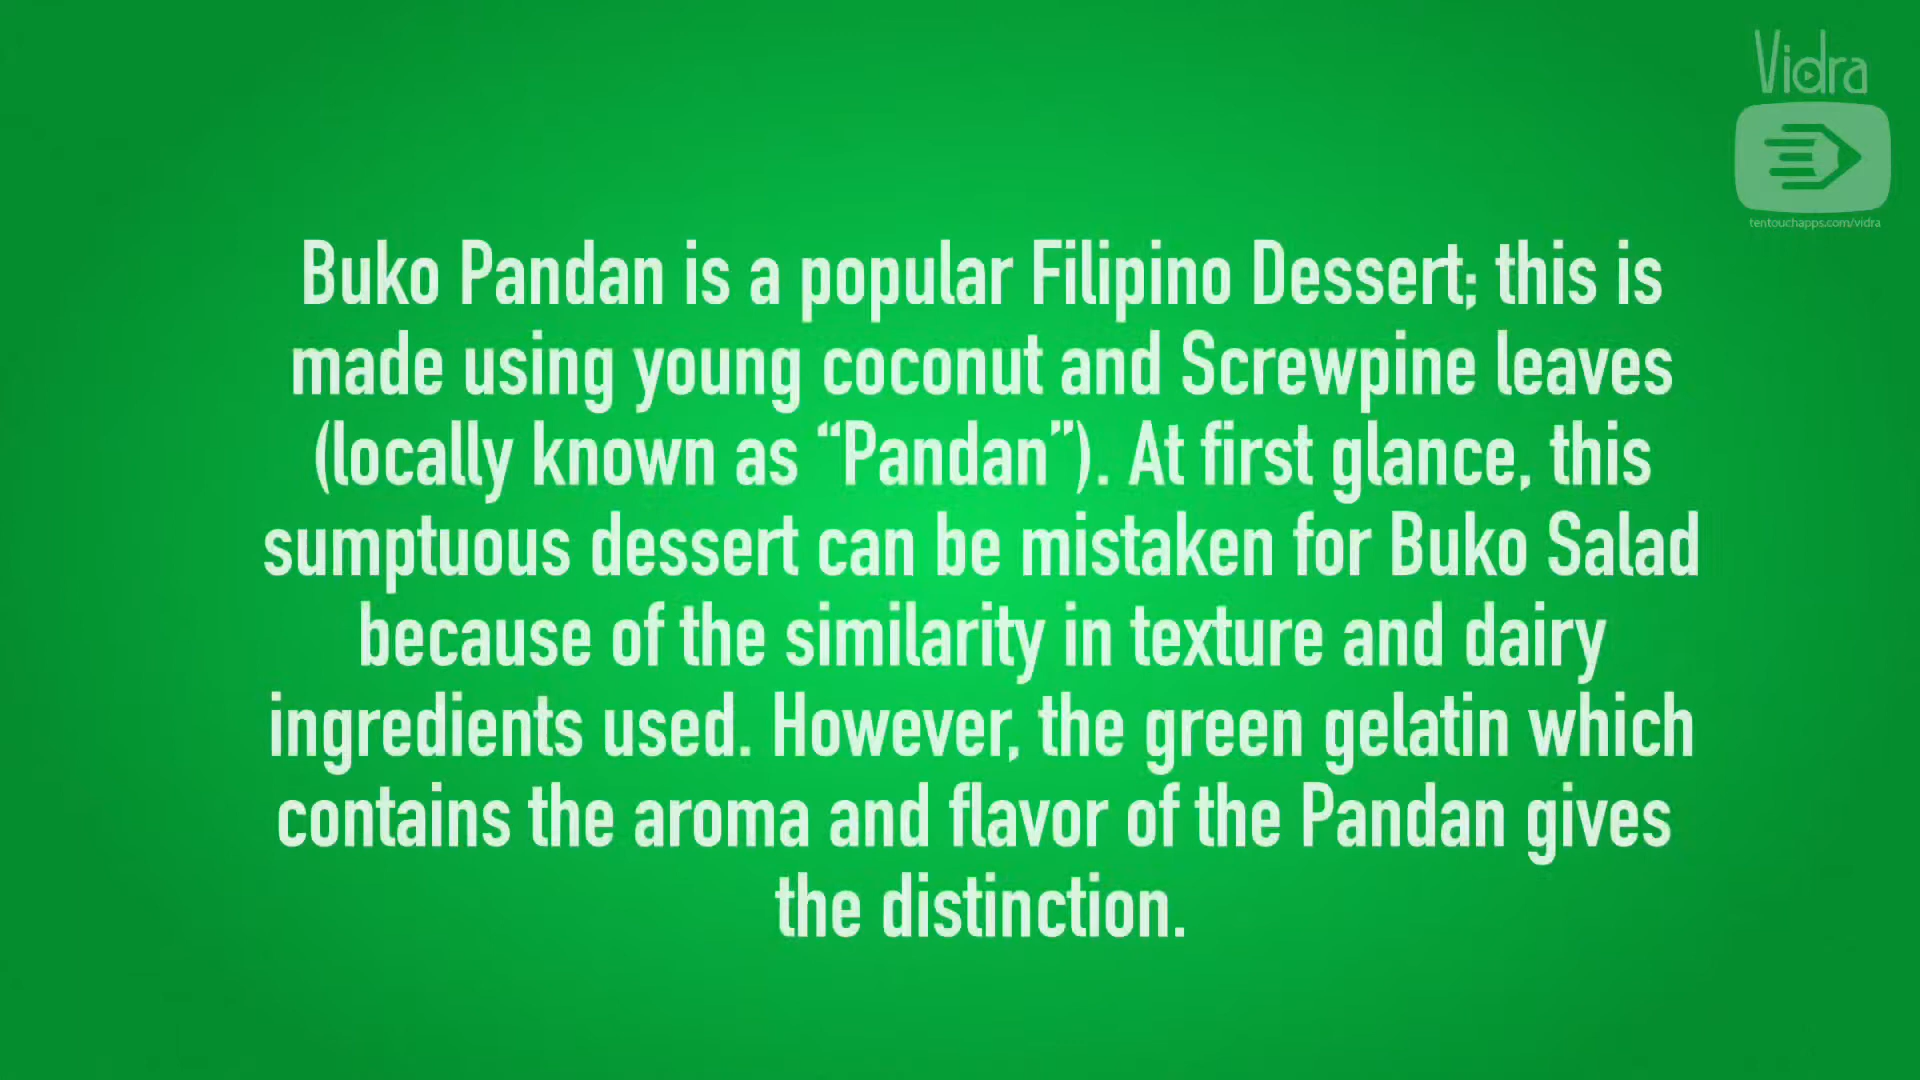 Vidra
tentouchapps.com/vidra
Buko Pandan is a popular Filipino Dessert; this is
made using young coconut and Screwpine leaves
(locally known as “Pandan”). At first glance, this
sumptuous dessert can be mistaken for Buko Salad
because of the similarity in texture and dairy
ingredients used. However, the green gelatin which
contains the aroma and flavor of the Pandan gives
the distinction.